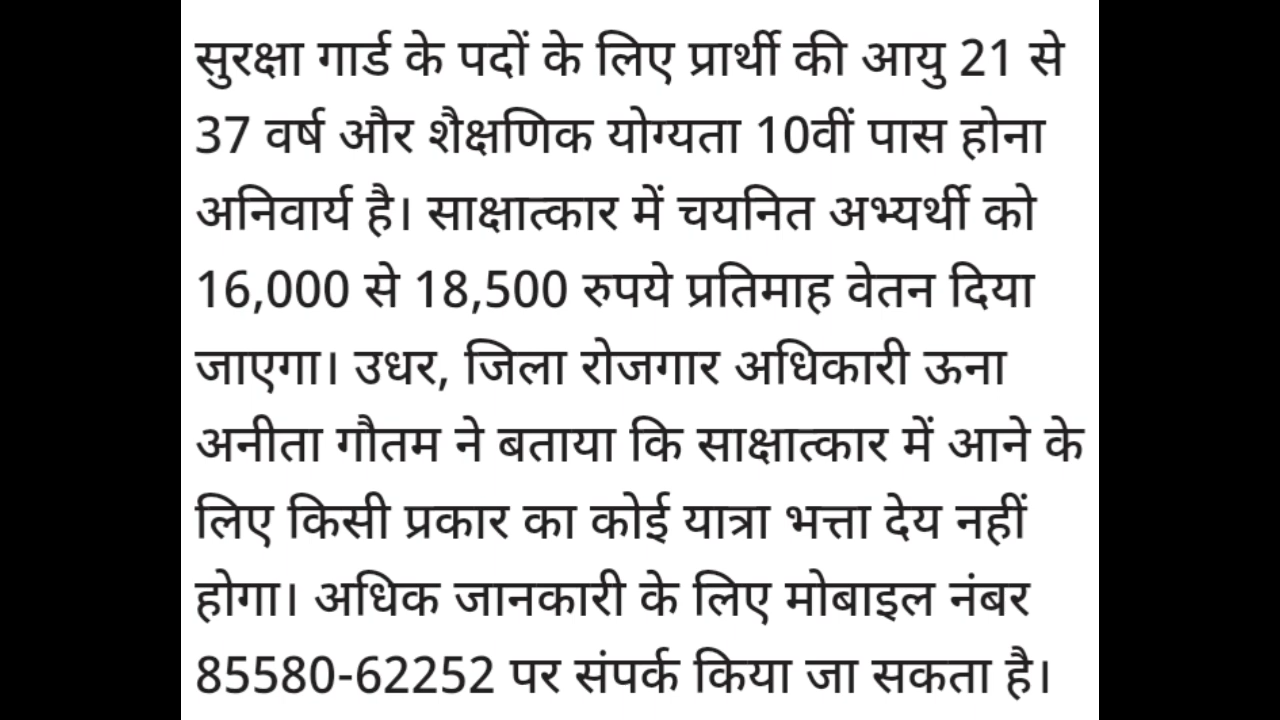 सुरक्षा गार्ड के पदों के लिए प्रार्थी की आयु 21 से
37 वर्ष और शैक्षणिक योग्यता 10वीं पास होना
अनिवार्य है। साक्षात्कार में चयनित अभ्यर्थी को
16,000 से 18,500 रुपये प्रतिमाह वेतन दिया
जाएगा। उधर, जिला रोजगार अधिकारी ऊना
अनीता गौतम ने बताया कि साक्षात्कार में आने के
लिए किसी प्रकार का कोई यात्रा भत्ता देय नहीं
होगा। अधिक जानकारी के लिए मोबाइल नंबर
85580-62252 पर संपर्क किया जा सकता है।